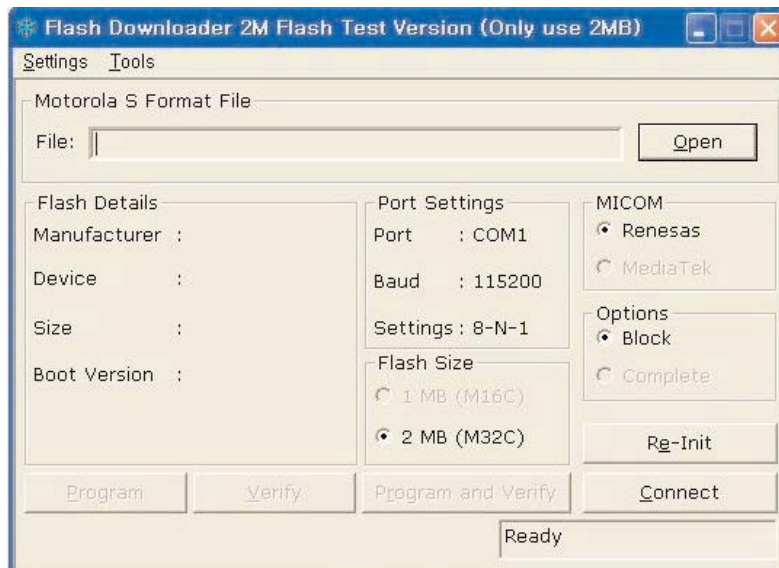 Flash Downloader 2M Flash Test Version (Only use 2MB)
Settings Tools
Motorola S Format File
File:
Open
Flash Details
Manufacturer :
Device :
Size :
Boot Version :
Port Settings
Port : COM1
Baud : 115200
Settings : 8-N-1
Flash Size
1 MB (M16C)
2 MB (M32C)
MICOM
Renesas
MediaTek
Options
Block
Complete
Re-Init
Program
Verify
Program and Verify
Connect
Ready